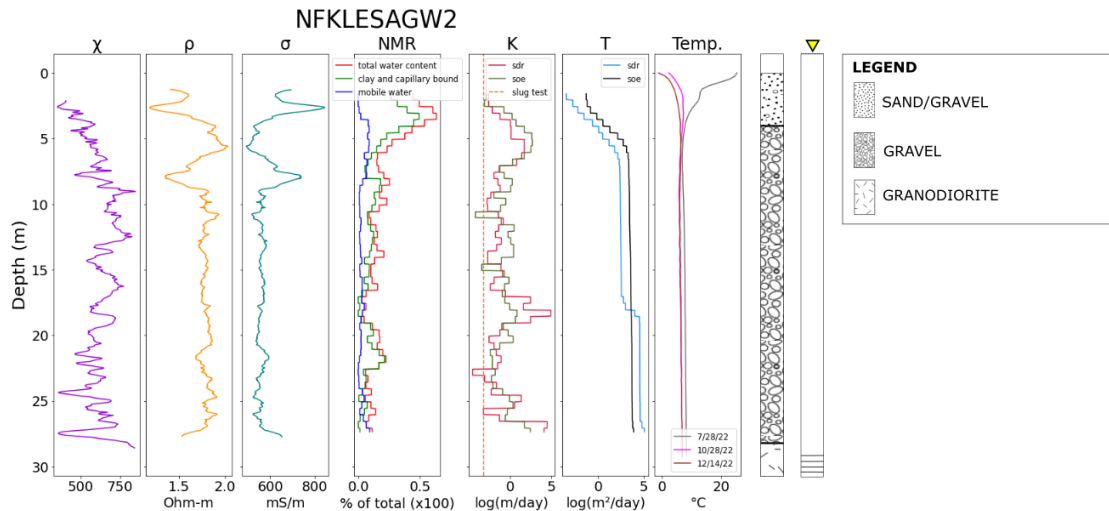 NFKLESAGW2
χ
ρ
σ
NMR
K
T
Temp.
total water content
clay and capillary bound
mobile water
sdr
soe
slug test
sdr
soe
LEGEND
SAND/GRAVEL
GRAVEL
GRANODIORITE
Depth (m)
0
5
10
15
20
25
30
7/28/22
10/28/22
12/14/22
500 750
1.5 2.0
600 800
0.0 0.5
0 5
0 5
0 20
Ohm-m
mS/m
% of total (x100)
log(m/day)
log(m²/day)
°C